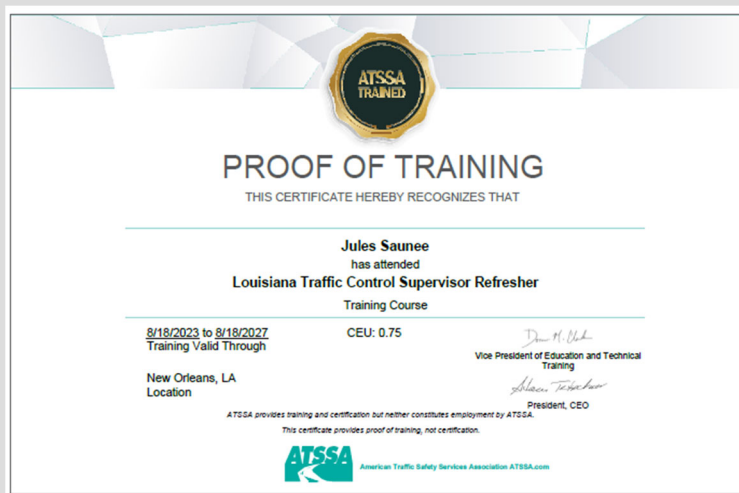 ATSSA
TRAINED
PROOF OF TRAINING
THIS CERTIFICATE HEREBY RECOGNIZES THAT
Jules Saunee
has attended
Louisiana Traffic Control Supervisor Refresher
Training Course
8/18/2023 to 8/18/2027
Training Valid Through
CEU: 0.75
New Orleans, LA
Location
Vice President of Education and Technical
Training
President, CEO
ATSSA provides training and certification but neither constitutes employment by ATSSA.
This certificate provides proof of training, not certification.
ATSSA
American Traffic Safety Services Association ATSSA.com